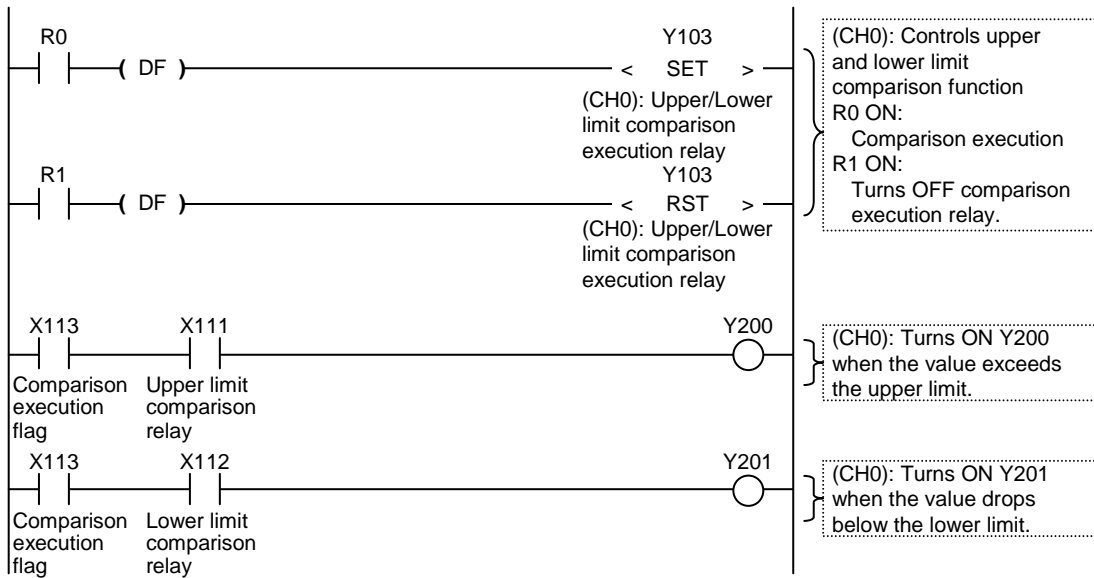 R0
( DF )
Y103
< SET >
(CH0): Upper/Lower
limit comparison
execution relay
R1
( DF )
Y103
< RST >
(CH0): Upper/Lower
limit comparison
execution relay
(CH0): Controls upper
and lower limit
comparison function
R0 ON:
Comparison execution
R1 ON:
Turns OFF comparison
execution relay.
X113
Comparison
execution
flag
X111
Upper limit
comparison
relay
Y200
(CH0): Turns ON Y200
when the value exceeds
the upper limit.
X113
Comparison
execution
flag
X112
Lower limit
comparison
relay
Y201
(CH0): Turns ON Y201
when the value drops
below the lower limit.